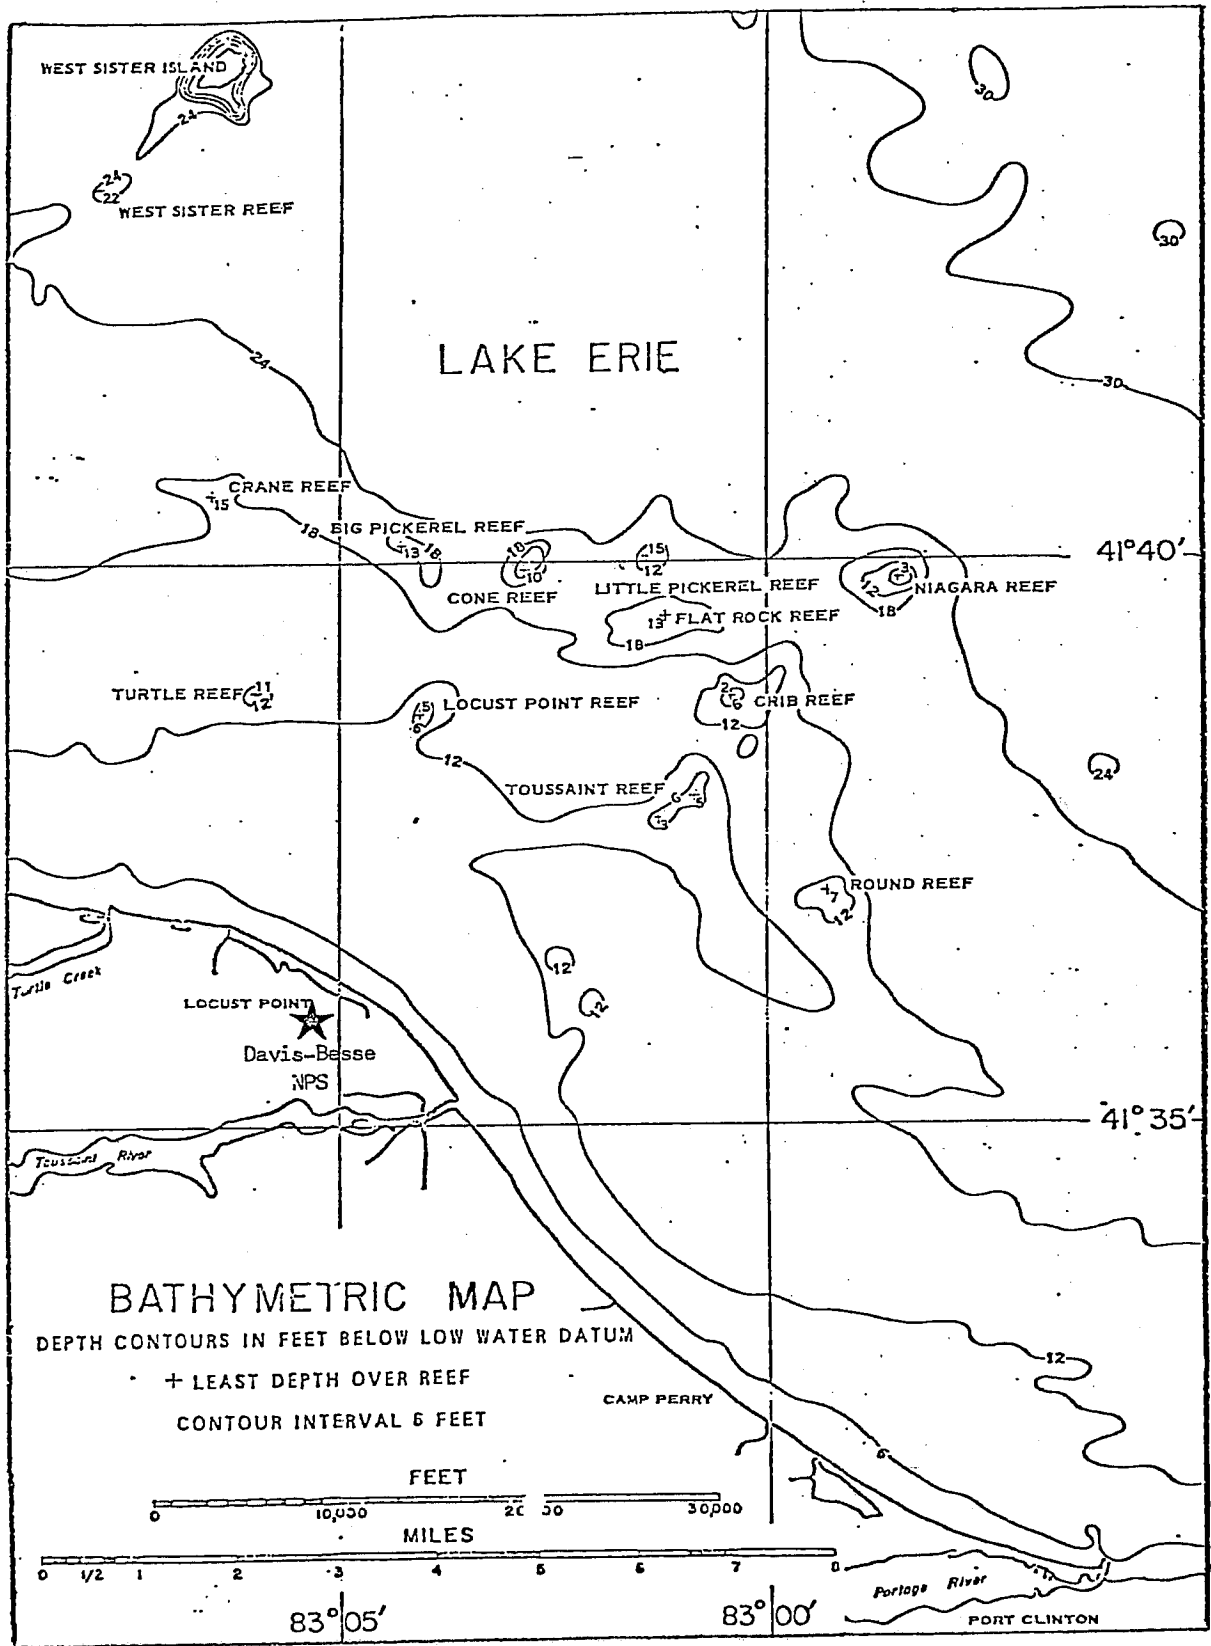 WEST SISTER ISLAND
24
30
24
22
WEST SISTER REEF
30
LAKE ERIE
24
30
CRANE REEF
15
18
BIG PICKEREL REEF
13
18
18
10
15
12
41°40'
CONE REEF
LITTLE PICKEREL REEF
3
12
NIAGARA REEF
18
13
FLAT ROCK REEF
18
TURTLE REEF
11
12
5
6
LOCUST POINT REEF
2
6
CRIB REEF
12
12
24
TOUSSAINT REEF
6
5
3
ROUND REEF
7
12
12
12
Turtle Creek
LOCUST POINT
Davis-Besse
NPS
41°35'
Toussaint River
BATHYMETRIC MAP
DEPTH CONTOURS IN FEET BELOW LOW WATER DATUM
+ LEAST DEPTH OVER REEF
CONTOUR INTERVAL 6 FEET
12
CAMP PERRY
6
FEET
0 10,000 30,000
MILES
0 1/2 1 2 3 4 5 6 7 8
Portage River
PORT CLINTON
83°05' 83°00'